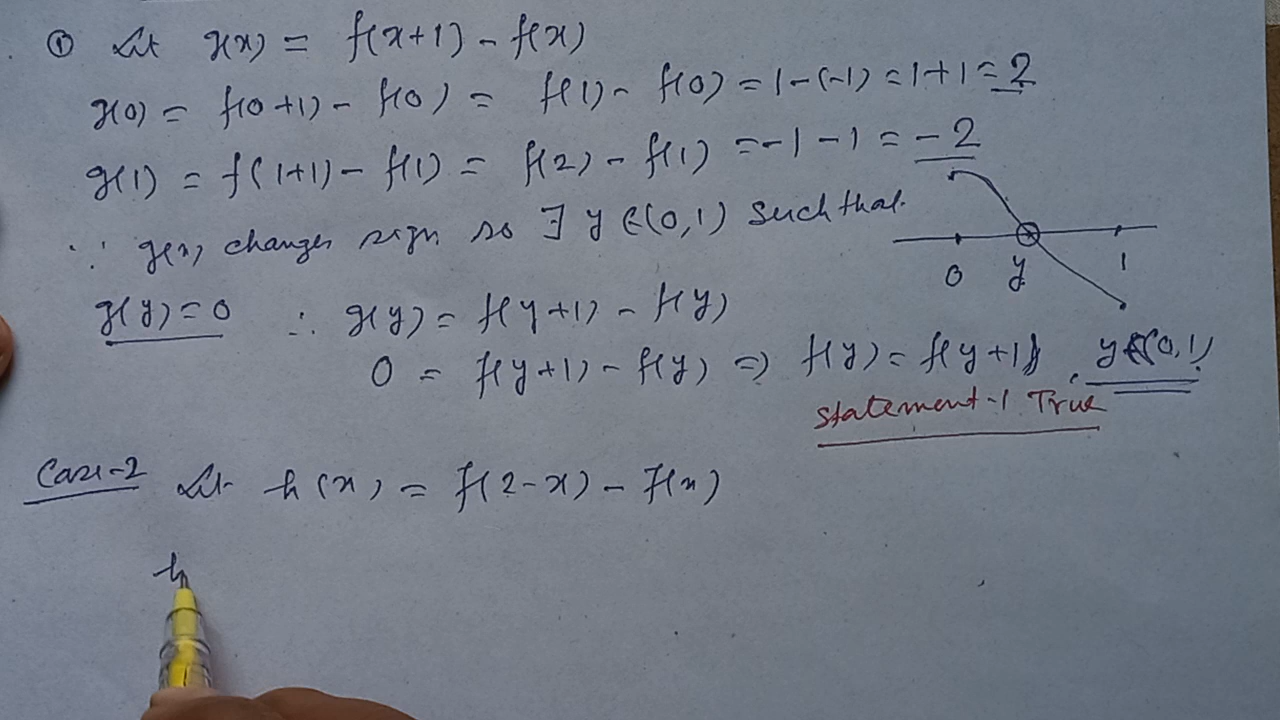 ① Let g(x) = f(x+1) - f(x)
g(0) = f(0+1) - f(0) = f(1) - f(0) = 1-(-1) = 1+1 = 2
g(1) = f(1+1) - f(1) = f(2) - f(1) = -1-1 = -2
∵ g(x) changes sign so ∃ y ∈(0,1) such that.
0 y 1
g(y)=0 ∴ g(y) = f(y+1) - f(y)
0 = f(y+1) - f(y) ⇒ f(y) = f(y+1), y∈(0,1)
Statement-1 True
Case-2 Let h(x) = f(2-x) - f(x)
h